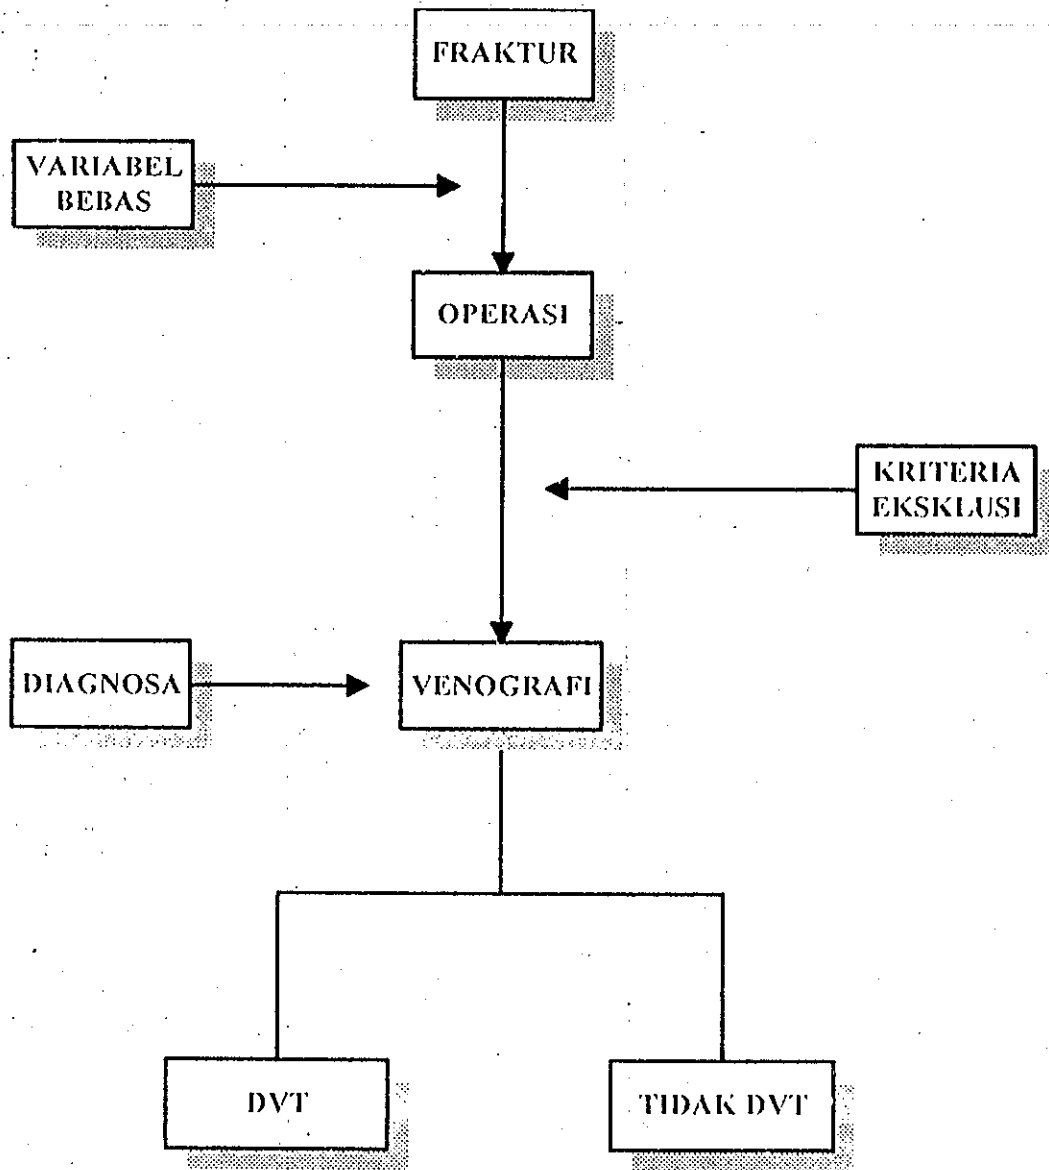 FRAKTUR
VARIABEL
BEBAS
OPERASI
KRITERIA
EKSKLUSI
DIAGNOSA
VENOGRAFI
DVT
TIDAK DVT